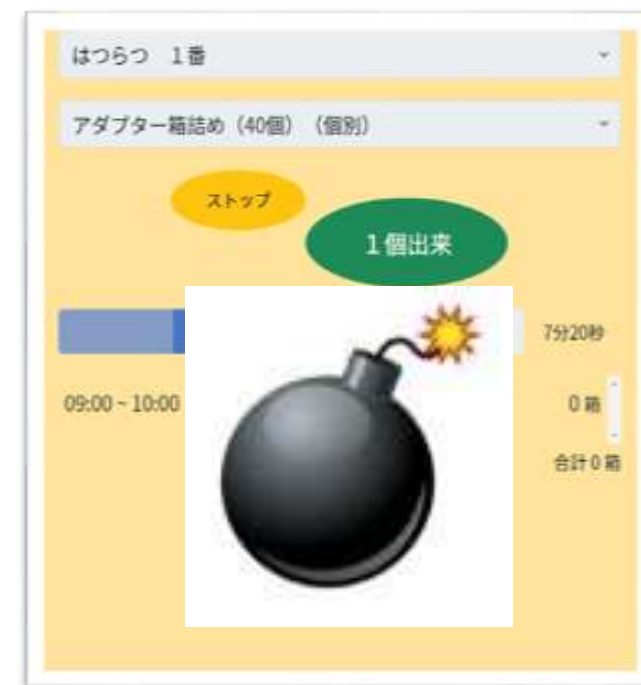 はつらつ　１番
アダプター箱詰め（40個）（個別）
ストップ
１個出来
7分20秒
09:00 ~ 10:00
0 箱
合計 0 箱